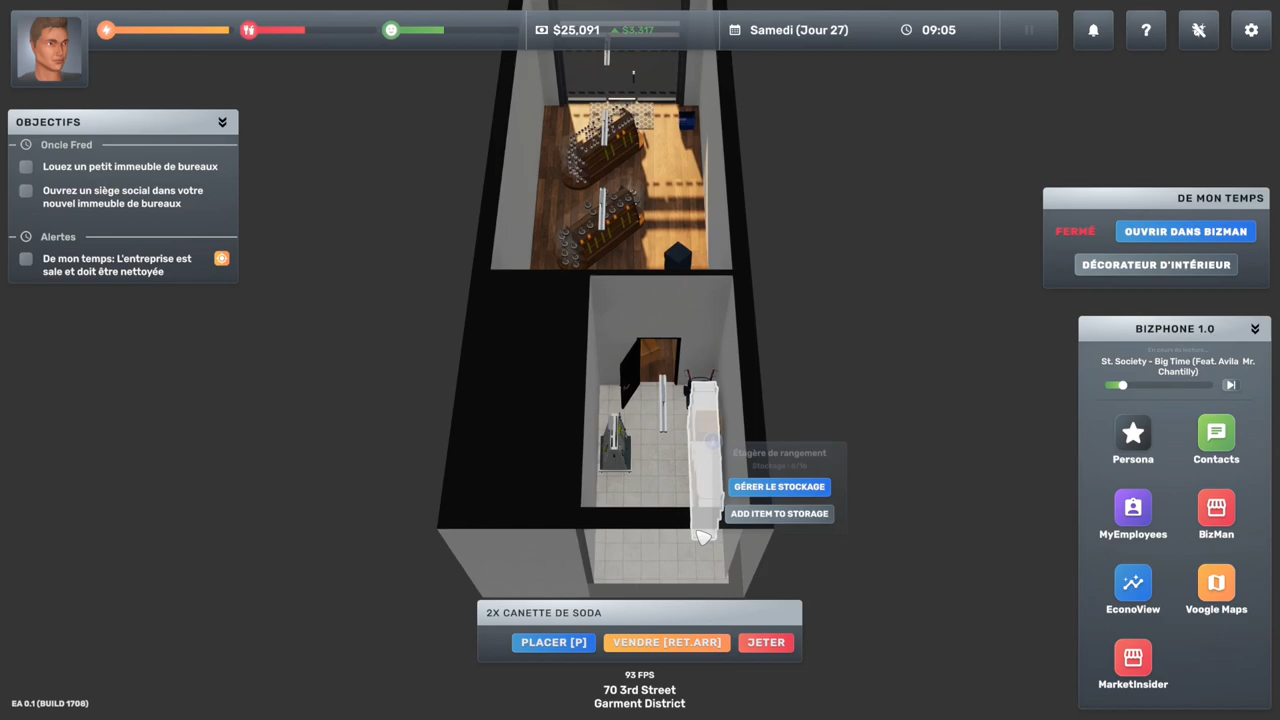 $25,091
$3,317
Samedi (Jour 27)
09:05
?
OBJECTIFS
Oncle Fred
Louez un petit immeuble de bureaux
Ouvrez un siège social dans votre
nouvel immeuble de bureaux
Alertes
De mon temps: L'entreprise est
sale et doit être nettoyée
DE MON TEMPS
FERMÉ
OUVRIR DANS BIZMAN
DÉCORATEUR D'INTÉRIEUR
BIZPHONE 1.0
St. Society - Big Time (Feat. Avila Mr.
Chantilly)
Persona
Contacts
MyEmployees
BizMan
EconoView
Voogle Maps
MarketInsider
Étagère de rangement
Stockage : 6/16
GÉRER LE STOCKAGE
ADD ITEM TO STORAGE
2X CANETTE DE SODA
PLACER [P]
VENDRE [RET.ARR]
JETER
93 FPS
70 3rd Street
Garment District
EA 0.1 (BUILD 1708)